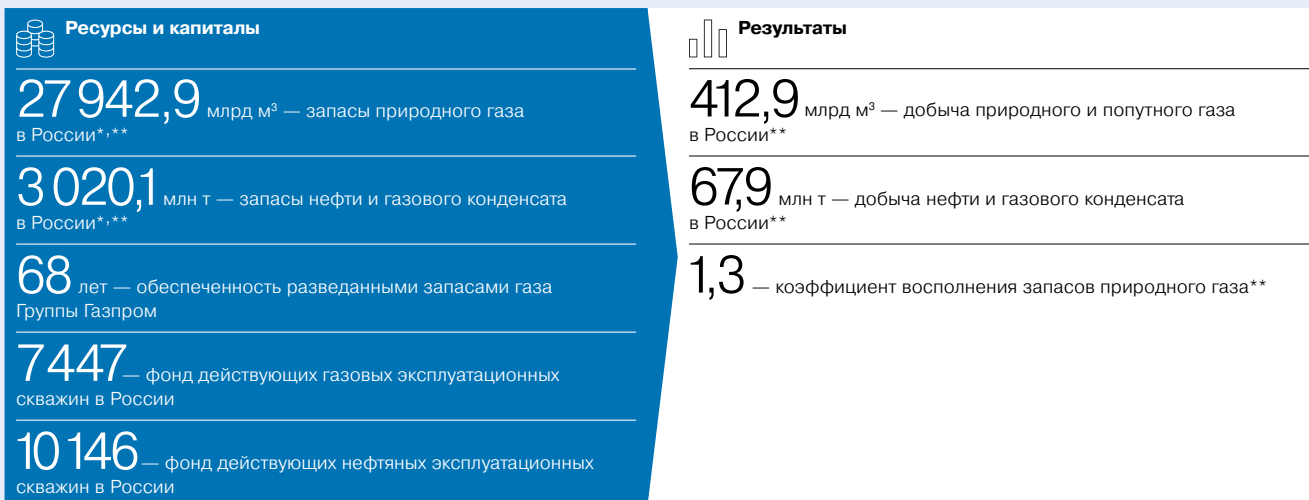 Ресурсы и капиталы
27 942,9 млрд м³ — запасы природного газа
в России*,**
3 020,1 млн т — запасы нефти и газового конденсата
в России*,**
68 лет — обеспеченность разведанными запасами газа
Группы Газпром
7 447 — фонд действующих газовых эксплуатационных
скважин в России
10 146 — фонд действующих нефтяных эксплуатационных
скважин в России
Результаты
412,9 млрд м³ — добыча природного и попутного газа
в России**
67,9 млн т — добыча нефти и газового конденсата
в России**
1,3 — коэффициент восполнения запасов природного газа**